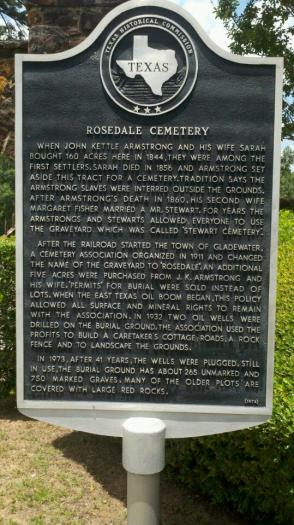 TEXAS HISTORICAL COMMISSION
TEXAS
ROSEDALE CEMETERY
WHEN JOHN KETTLE ARMSTRONG AND HIS WIFE SARAH
BOUGHT 160 ACRES HERE IN 1844, THEY WERE AMONG THE
FIRST SETTLERS. SARAH DIED IN 1856 AND ARMSTRONG SET
ASIDE THIS TRACT FOR A CEMETERY. TRADITION SAYS THE
ARMSTRONG SLAVES WERE INTERRED OUTSIDE THE GROUNDS.
AFTER ARMSTRONG'S DEATH IN 1860, HIS SECOND WIFE
MARGARET FISHER MARRIED A MR. STEWART. FOR YEARS THE
ARMSTRONGS AND STEWARTS ALLOWED EVERYONE TO USE
THE GRAVEYARD WHICH WAS CALLED "STEWART CEMETERY".
AFTER THE RAILROAD STARTED THE TOWN OF GLADEWATER,
A CEMETERY ASSOCIATION ORGANIZED IN 1911 AND CHANGED
THE NAME OF THE GRAVEYARD TO "ROSEDALE". AN ADDITIONAL
FIVE ACRES WERE PURCHASED FROM J. K. ARMSTRONG AND
HIS WIFE. "PERMITS" FOR BURIAL WERE SOLD INSTEAD OF
LOTS. WHEN THE EAST TEXAS OIL BOOM BEGAN, THIS POLICY
ALLOWED ALL SURFACE AND MINERAL RIGHTS TO REMAIN
WITH THE ASSOCIATION. IN 1932 TWO OIL WELLS WERE
DRILLED ON THE BURIAL GROUND. THE ASSOCIATION USED THE
PROFITS TO BUILD A CARETAKER'S COTTAGE, ROADS, A ROCK
FENCE AND TO LANDSCAPE THE GROUNDS.
IN 1973, AFTER 41 YEARS, THE WELLS WERE PLUGGED. STILL
IN USE, THE BURIAL GROUND HAS ABOUT 265 UNMARKED AND
750 MARKED GRAVES. MANY OF THE OLDER PLOTS ARE
COVERED WITH LARGE RED ROCKS.